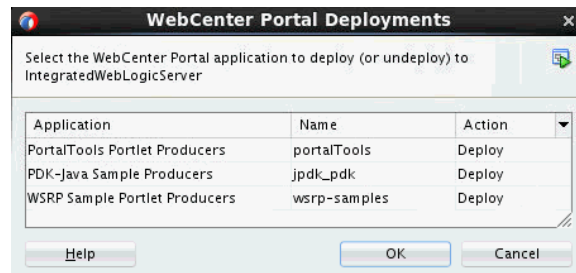 WebCenter Portal Deployments
Select the WebCenter Portal application to deploy (or undeploy) to
IntegratedWebLogicServer
Application Name Action
PortalTools Portlet Producers portalTools Deploy
PDK-Java Sample Producers jpdk_pdk Deploy
WSRP Sample Portlet Producers wsrp-samples Deploy
Help OK Cancel